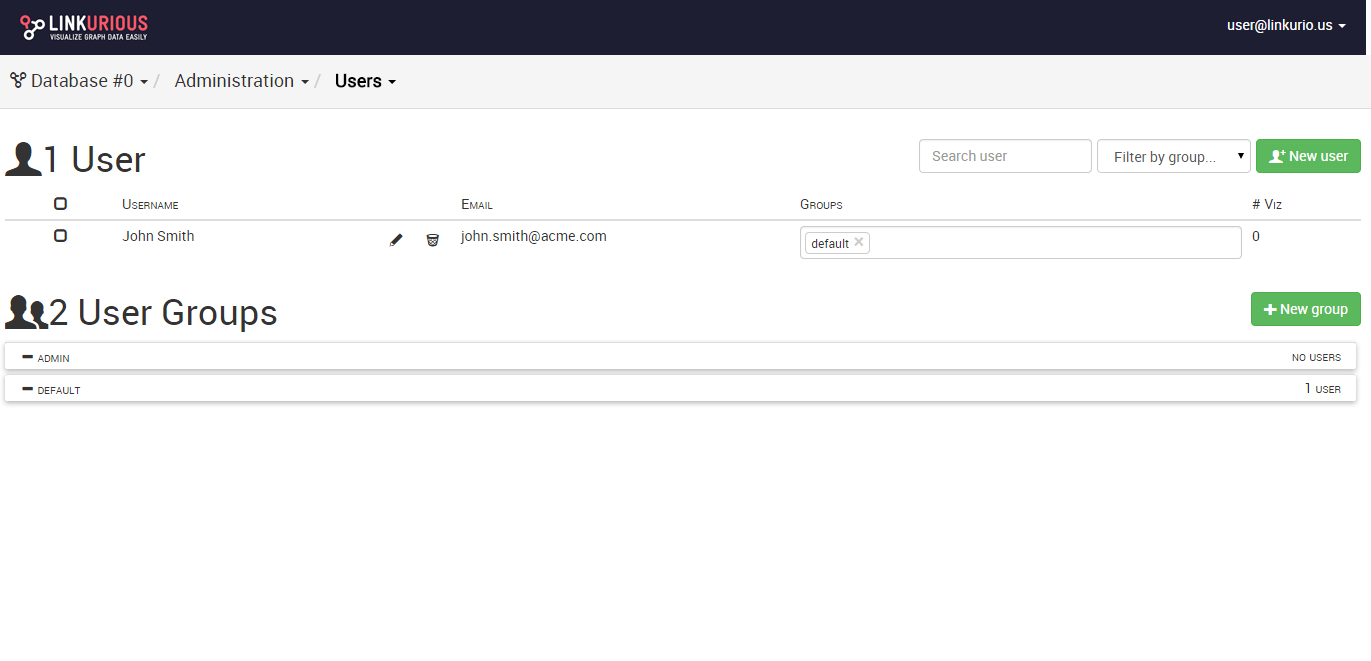 LINKURIOUS
VISUALIZE GRAPH DATA EASILY
user@linkurio.us
Database #0 / Administration / Users
1 User
Search user
Filter by group...
New user
Username Email Groups # Viz
John Smith john.smith@acme.com default × 0
2 User Groups
New group
ADMIN NO USERS
DEFAULT 1 USER